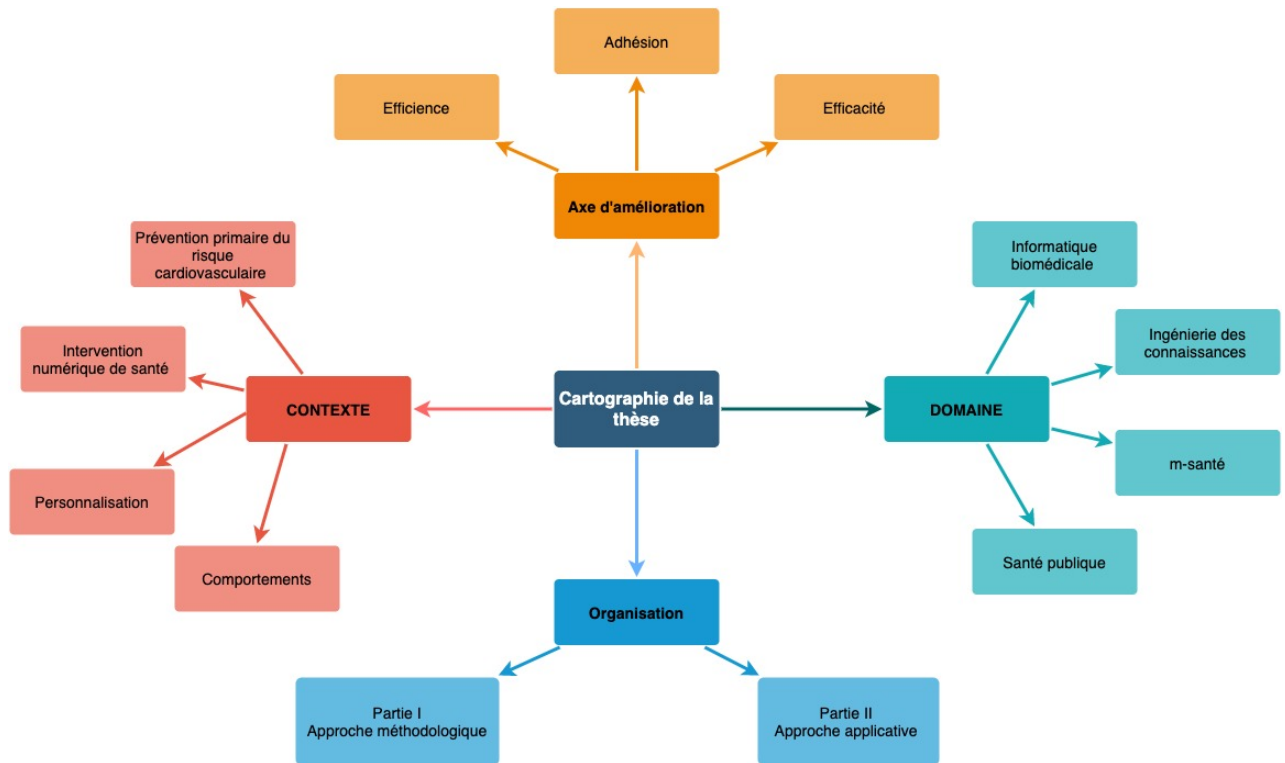 Adhésion
Efficience
Efficacité
Axe d'amélioration
Prévention primaire du
risque
cardiovasculaire
Informatique
biomédicale
Intervention
numérique de santé
Ingénierie des
connaissances
CONTEXTE
Cartographie de la
thèse
DOMAINE
Personnalisation
m-santé
Comportements
Santé publique
Organisation
Partie I
Approche méthodologique
Partie II
Approche applicative